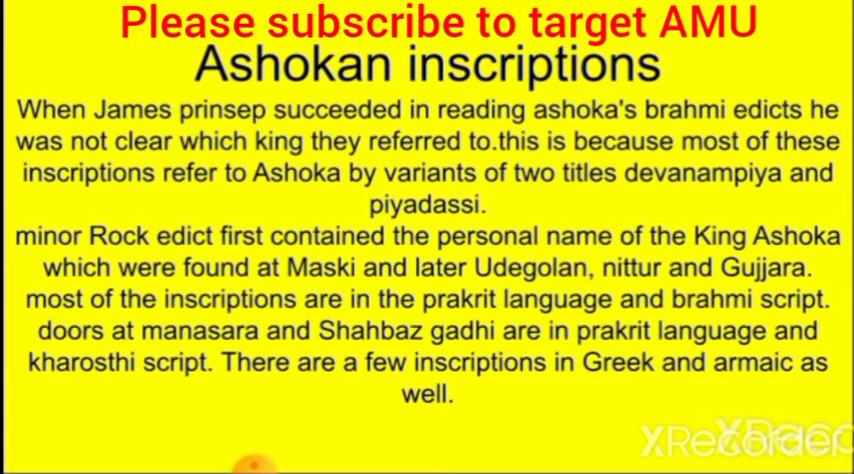 Please subscribe to target AMU
Ashokan inscriptions
When James prinsep succeeded in reading ashoka's brahmi edicts he
was not clear which king they referred to.this is because most of these
inscriptions refer to Ashoka by variants of two titles devanampiya and
piyadassi.
minor Rock edict first contained the personal name of the King Ashoka
which were found at Maski and later Udegolan, nittur and Gujjara.
most of the inscriptions are in the prakrit language and brahmi script.
doors at manasara and Shahbaz gadhi are in prakrit language and
kharosthi script. There are a few inscriptions in Greek and armaic as
well.
XRecorder